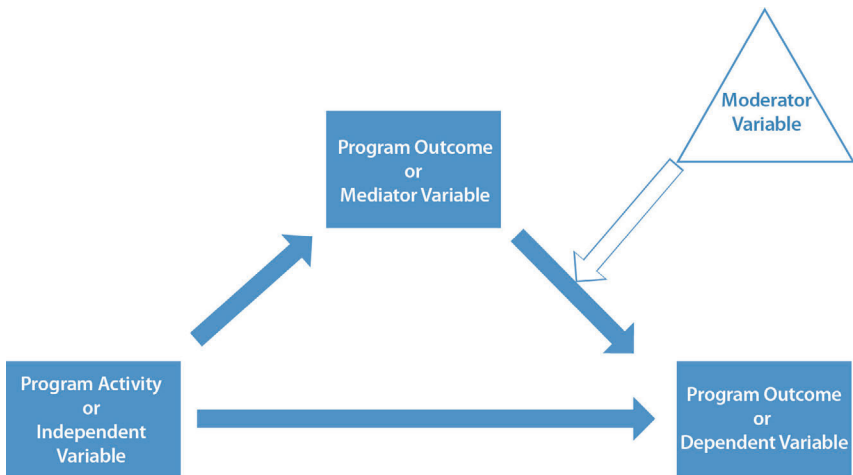 Moderator
Variable
Program Outcome
or
Mediator Variable
Program Activity
or
Independent
Variable
Program Outcome
or
Dependent Variable